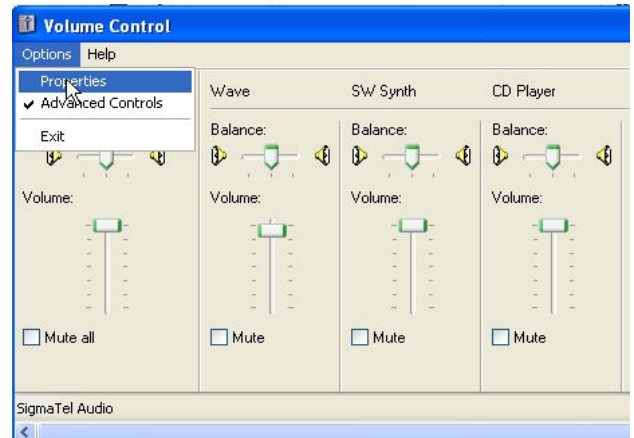 Volume Control
Options Help
Properties
Advanced Controls
Exit
Wave SW Synth CD Player
Balance: Balance: Balance:
Volume: Volume: Volume: Volume:
Mute all Mute Mute Mute
SigmaTel Audio